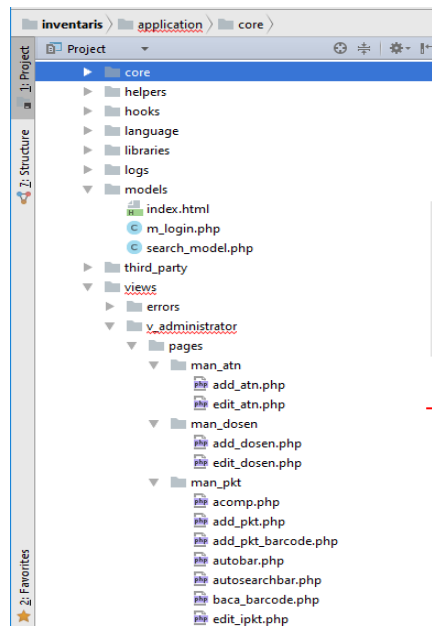 inventaris application core
Project
core
helpers
hooks
language
libraries
logs
models
index.html
m_login.php
search_model.php
third_party
views
errors
v_administrator
pages
man_atn
add_atn.php
edit_atn.php
man_dosen
add_dosen.php
edit_dosen.php
man_pkt
acomp.php
add_pkt.php
add_pkt_barcode.php
autobar.php
autosearchbar.php
baca_barcode.php
edit_ipkt.php
1: Project
7: Structure
2: Favorites